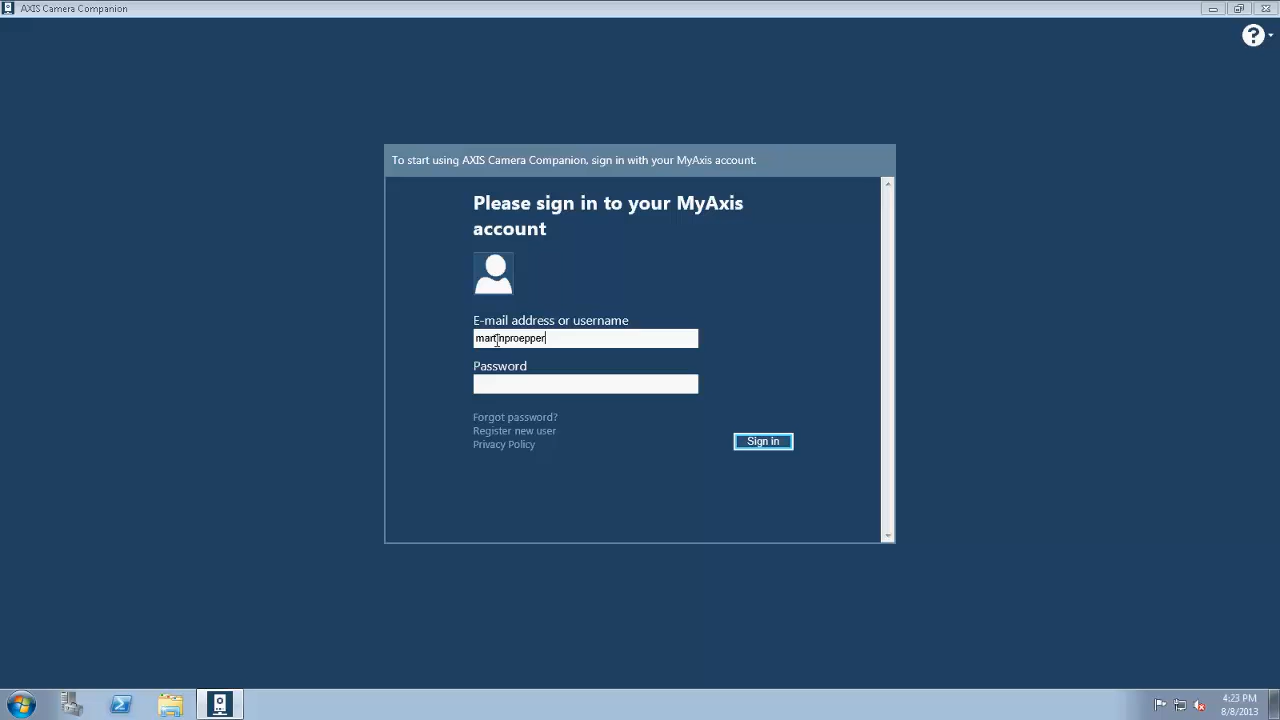 AXIS Camera Companion
To start using AXIS Camera Companion, sign in with your MyAxis account.
Please sign in to your MyAxis
account
E-mail address or username
martinproepper
Password
Forgot password?
Register new user
Privacy Policy
Sign in
4:23 PM
8/8/2013